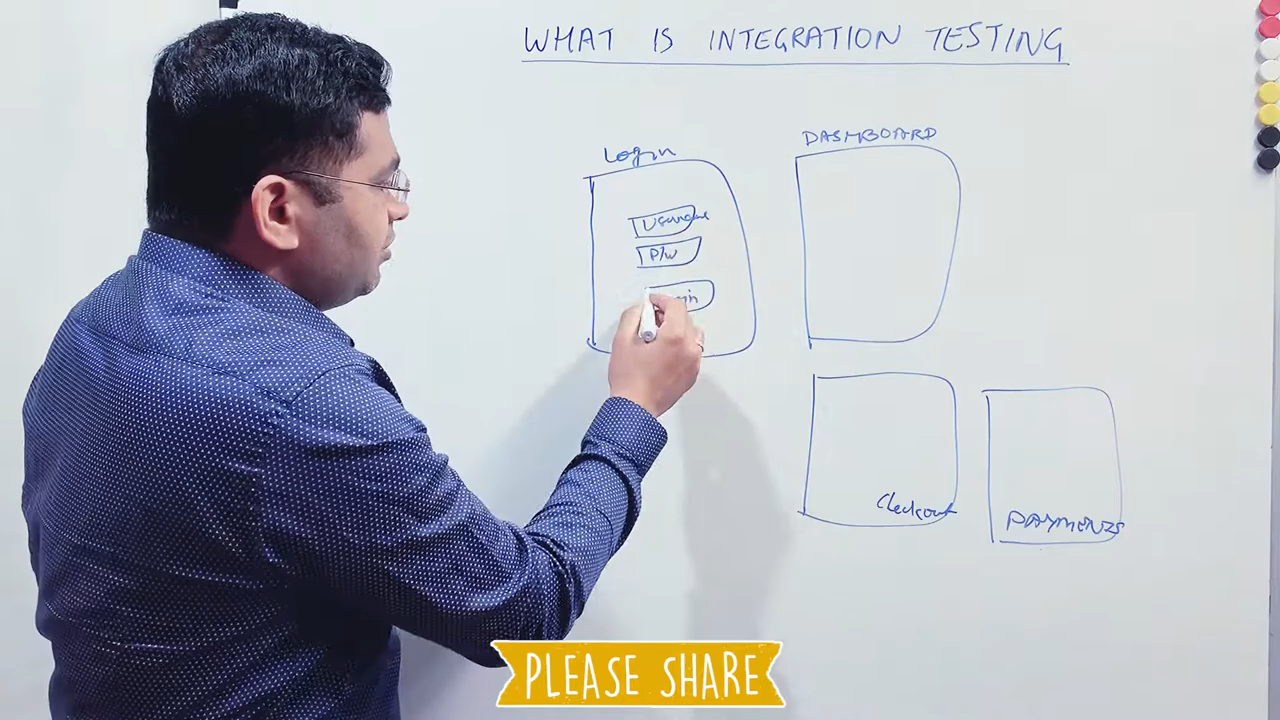 WHAT IS INTEGRATION TESTING
Login
DASHBOARD
Username
P/W
Checkout
PAYMENTS
PLEASE SHARE